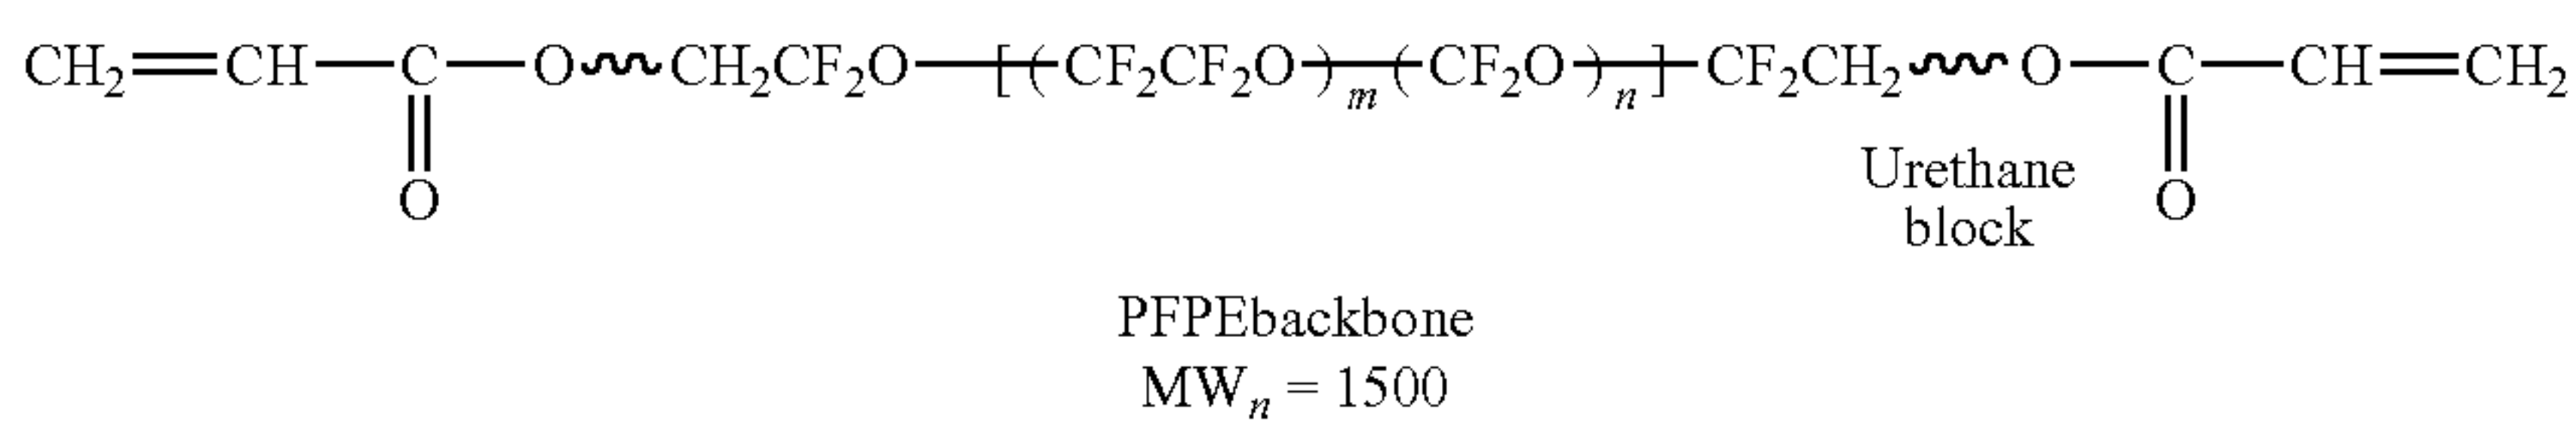 CH₂=CH—C—O~CH₂CF₂O—[(CF₂CF₂O)ₘ(CF₂O)ₙ]—CF₂CH₂~O—C—CH=CH₂
O
Urethane
block
O
PFPEbackbone
MWₙ = 1500